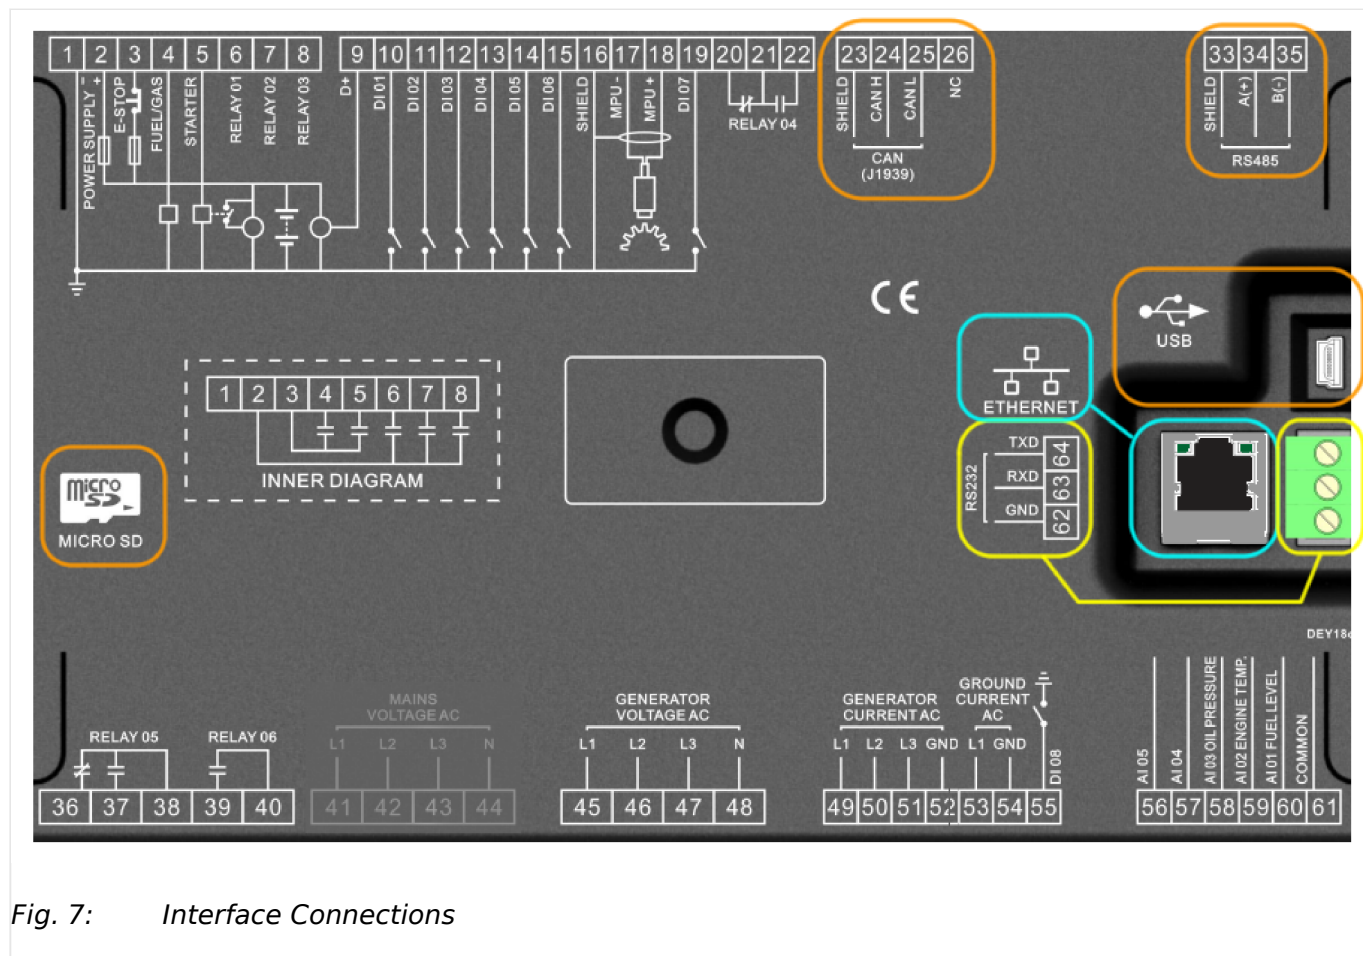 1 2 3 4 5 6 7 8 9 10 11 12 13 14 15 16 17 18 19 20 21 22 23 24 25 26 33 34 35
POWER SUPPLY - +
E-STOP
FUEL/GAS
STARTER
RELAY 01
RELAY 02
RELAY 03
D+
DI 01
DI 02
DI 03
DI 04
DI 05
DI 06
SHIELD
MPU -
MPU +
DI 07
RELAY 04
SHIELD
CAN H
CAN L
NC
CAN
(J1939)
SHIELD
A(+)
B(-)
RS485
CE
USB
ETHERNET
1 2 3 4 5 6 7 8
INNER DIAGRAM
TXD 64
RXD 63
GND 62
RS232
micro
SD
MICRO SD
DEY18
RELAY 05
RELAY 06
MAINS
VOLTAGE AC
L1 L2 L3 N
GENERATOR
VOLTAGE AC
L1 L2 L3 N
GENERATOR
CURRENT AC
L1 L2 L3 GND
GROUND
CURRENT
AC
L1 GND
DI 08
AI 05
AI 04
AI 03 OIL PRESSURE
AI 02 ENGINE TEMP.
AI 01 FUEL LEVEL
COMMON
36 37 38 39 40 41 42 43 44 45 46 47 48 49 50 51 52 53 54 55 56 57 58 59 60 61
Fig. 7: Interface Connections